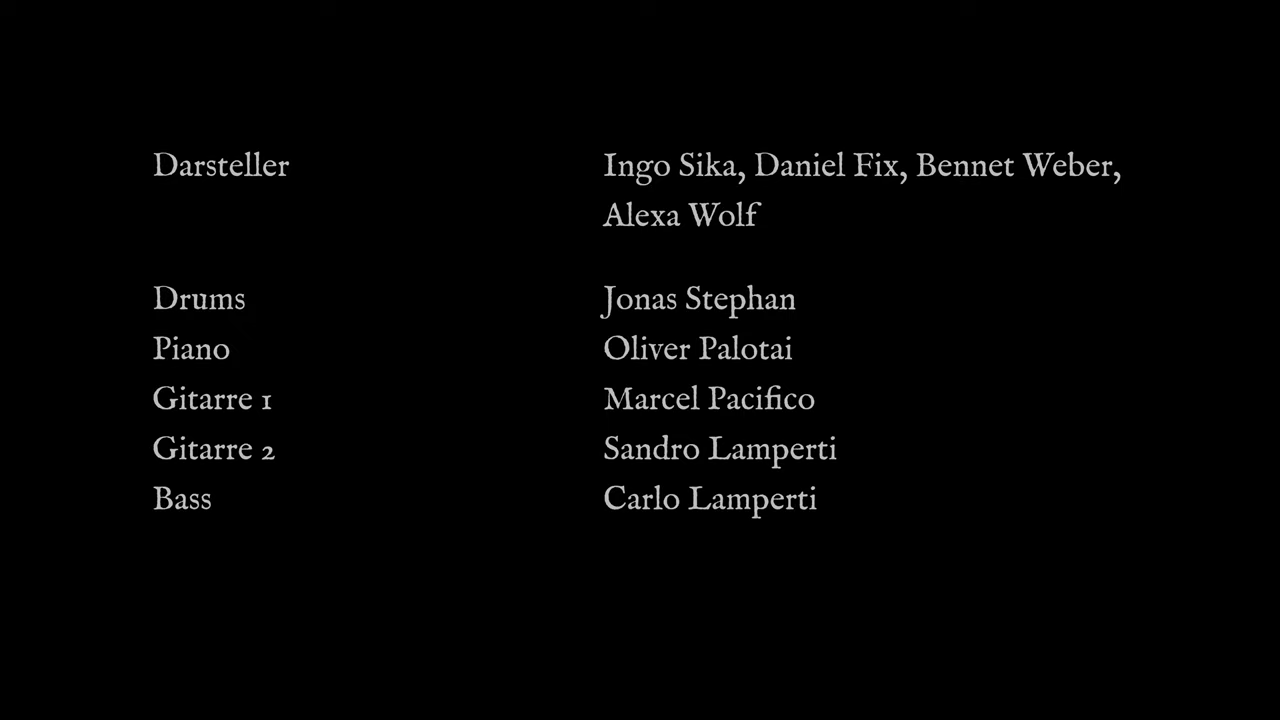 Darsteller Ingo Sika, Daniel Fix, Bennet Weber,
Alexa Wolf
Drums Jonas Stephan
Piano Oliver Palotai
Gitarre 1 Marcel Pacifico
Gitarre 2 Sandro Lamperti
Bass Carlo Lamperti